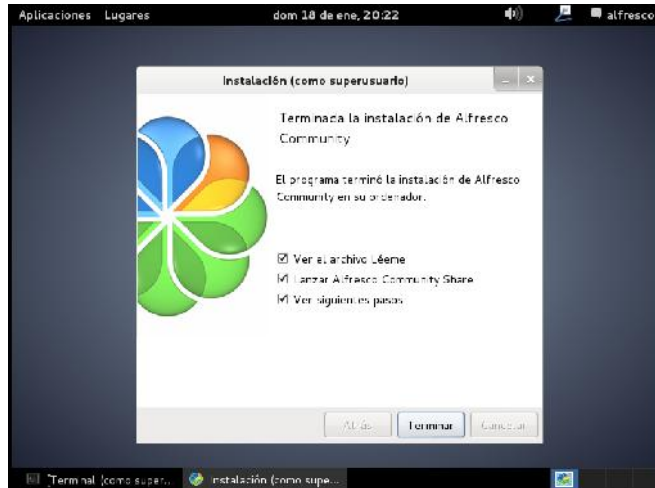 Aplicaciones Lugares dom 18 de ene, 20:22 alfresco
Instalación (como superusuario)
Terminada la instalación de Alfresco
Community
El programa terminó la instalación de Alfresco
Community en su ordenador.
Ver el archivo Léeme
Lanzar Alfresco Community Share
Ver siguientes pasos
Atrás Terminar Cancelar
Terminal (como super... Instalación (como supe...